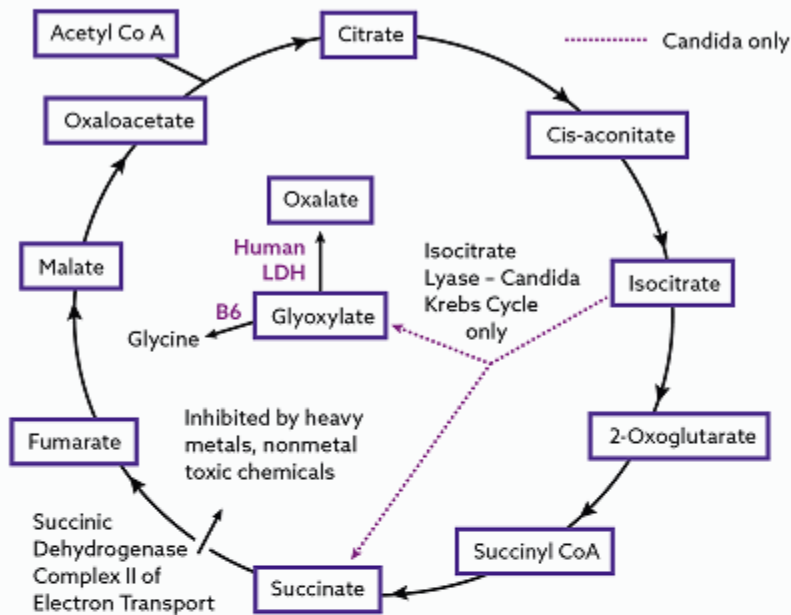 Acetyl Co A
Citrate
Candida only
Oxaloacetate
Cis-aconitate
Oxalate
Human
LDH
Isocitrate
Lyase – Candida
Krebs Cycle
only
Malate
Isocitrate
B6
Glyoxylate
Glycine
Inhibited by heavy
metals, nonmetal
toxic chemicals
Fumarate
2-Oxoglutarate
Succinic
Dehydrogenase
Complex II of
Electron Transport
Succinyl CoA
Succinate